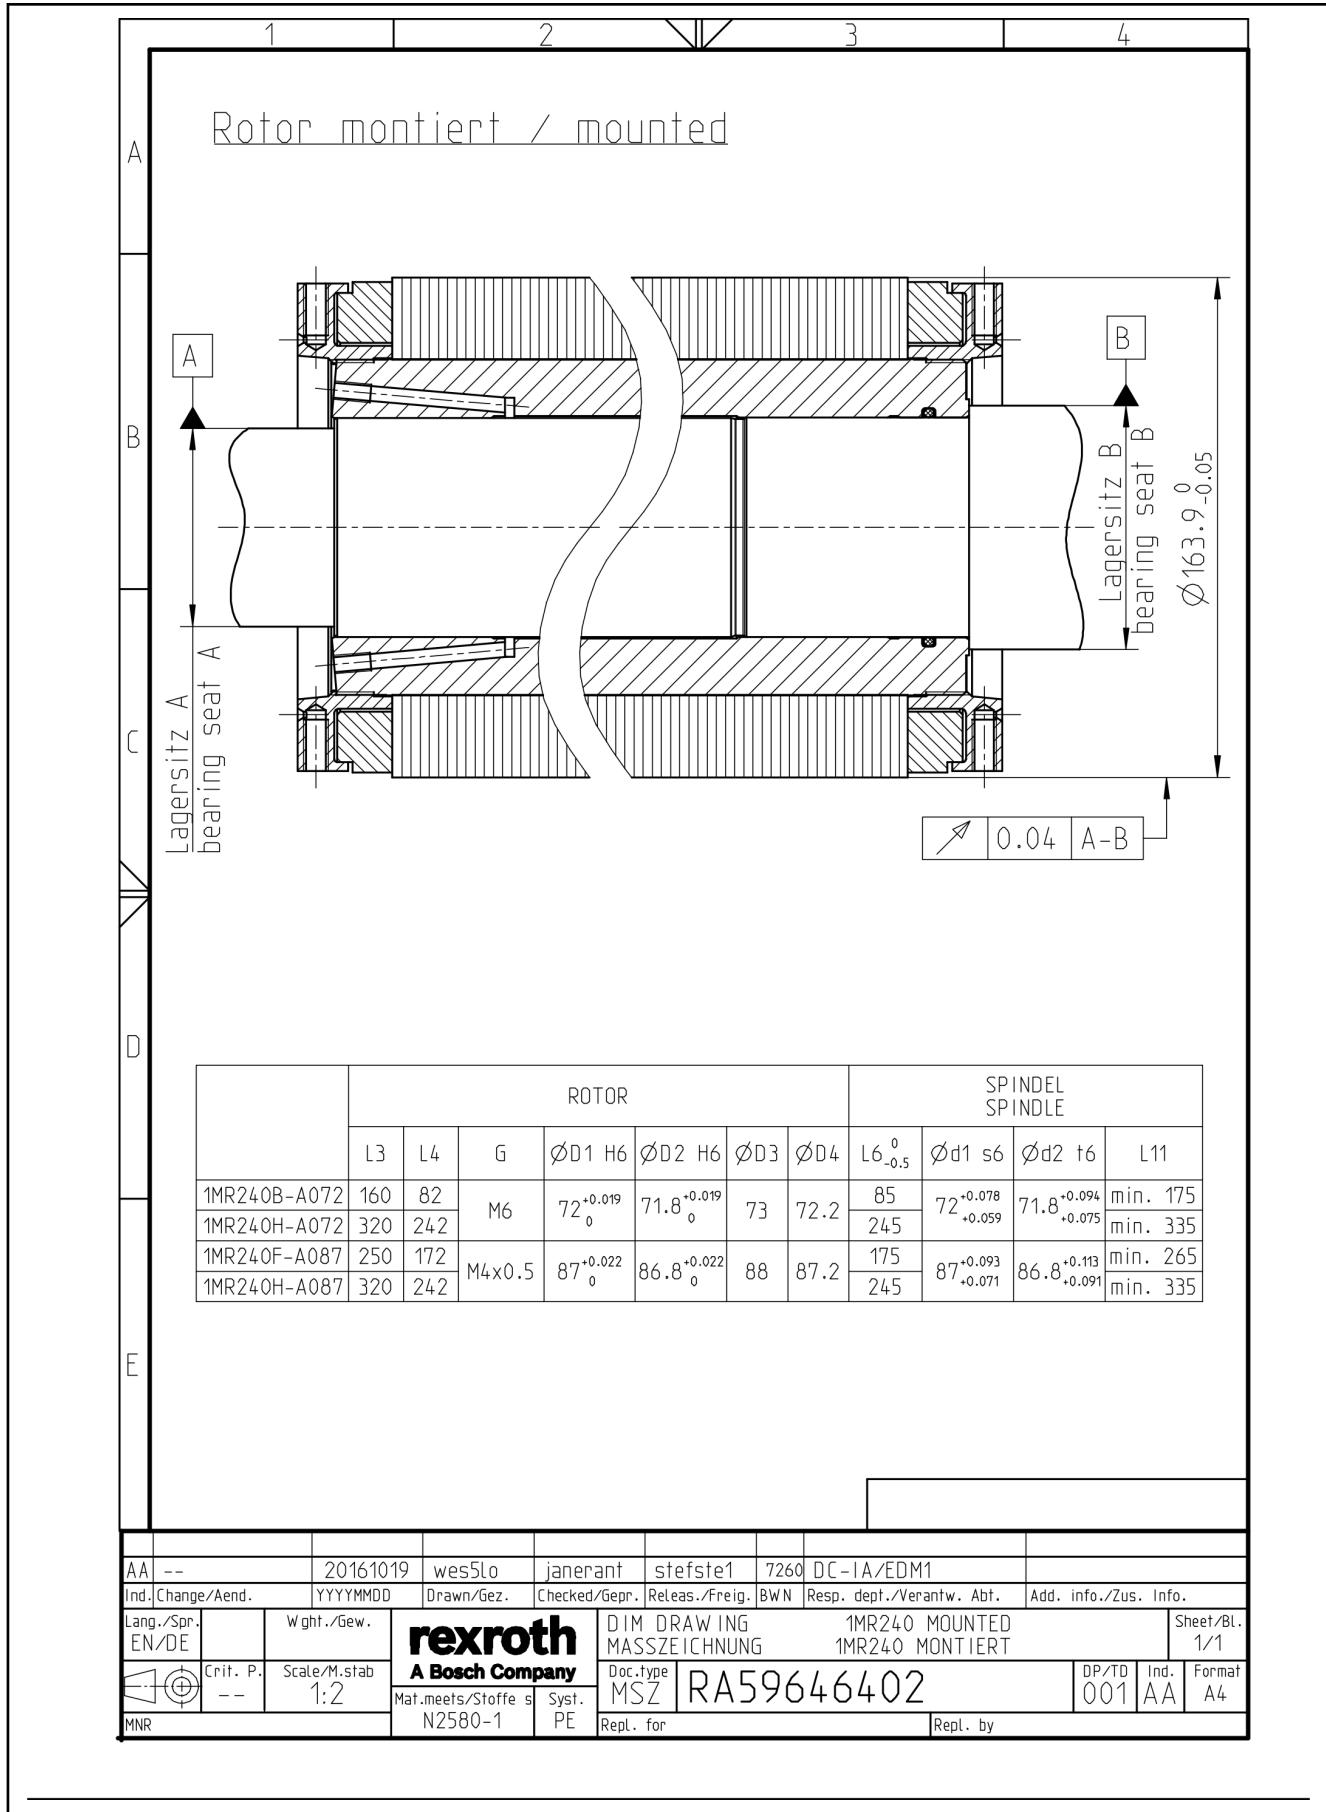 1 2 3 4
A
B
C
D
E
Rotor montiert / mounted
A
B
Lagersitz A
bearing seat A
Lagersitz B
bearing seat B
Ø163.9 0 -0.05
0.04 A-B
ROTOR
SPINDEL
SPINDLE
L3 L4 G ØD1 H6 ØD2 H6 ØD3 ØD4 L6 0 -0.5 Ød1 s6 Ød2 t6 L11
1MR240B-A072 160 82 M6 72 +0.019 0 71.8 +0.019 0 73 72.2 85 72 +0.078 +0.059 71.8 +0.094 +0.075 min. 175
1MR240H-A072 320 242 245 min. 335
1MR240F-A087 250 172 M4x0.5 87 +0.022 0 86.8 +0.022 0 88 87.2 175 87 +0.093 +0.071 86.8 +0.113 +0.091 min. 265
1MR240H-A087 320 242 245 min. 335
AA -- 20161019 wes5lo janerant stefste1 7260 DC-IA/EDM1
Ind. Change/Aend. YYYYMMDD Drawn/Gez. Checked/Gepr. Releas./Freig. BWN Resp. dept./Verantw. Abt. Add. info./Zus. Info.
Lang./Spr.
EN/DE
Wght./Gew.
rexroth
A Bosch Company
DIM DRAWING 1MR240 MOUNTED
MASSZEICHNUNG 1MR240 MONTIERT
Sheet/Bl.
1/1
Crit. P.
--
Scale/M.stab
1:2
Mat.meets/Stoffe s
N2580-1
Syst.
PE
Doc.type
MSZ
RA59646402
DP/TD
001
Ind.
AA
Format
A4
MNR
Repl. for
Repl. by